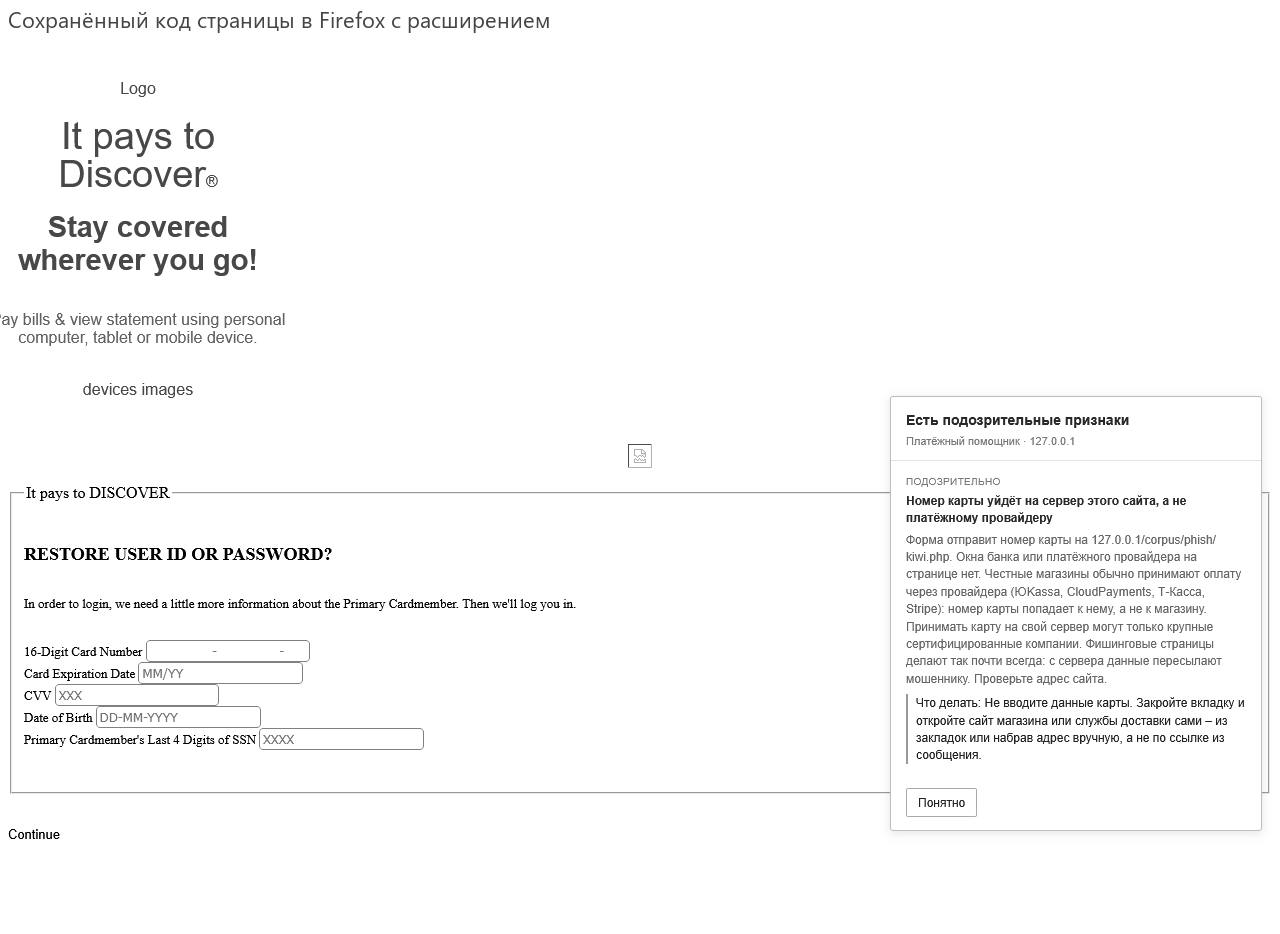 Сохранённый код страницы в Firefox с расширением
Logo
It pays to
Discover®
Stay covered
wherever you go!
ay bills & view statement using personal
computer, tablet or mobile device.
devices images
It pays to DISCOVER
RESTORE USER ID OR PASSWORD?
In order to login, we need a little more information about the Primary Cardmember. Then we'll log you in.
16-Digit Card Number - -
Card Expiration Date MM/YY
CVV XXX
Date of Birth DD-MM-YYYY
Primary Cardmember's Last 4 Digits of SSN XXXX
Continue
Есть подозрительные признаки
Платёжный помощник · 127.0.0.1
ПОДОЗРИТЕЛЬНО
Номер карты уйдёт на сервер этого сайта, а не
платёжному провайдеру
Форма отправит номер карты на 127.0.0.1/corpus/phish/
kiwi.php. Окна банка или платёжного провайдера на
странице нет. Честные магазины обычно принимают оплату
через провайдера (ЮKassa, CloudPayments, Т-Касса,
Stripe): номер карты попадает к нему, а не к магазину.
Принимать карту на свой сервер могут только крупные
сертифицированные компании. Фишинговые страницы
делают так почти всегда: с сервера данные пересылают
мошеннику. Проверьте адрес сайта.
Что делать: Не вводите данные карты. Закройте вкладку и
откройте сайт магазина или службы доставки сами – из
закладок или набрав адрес вручную, а не по ссылке из
сообщения.
Понятно